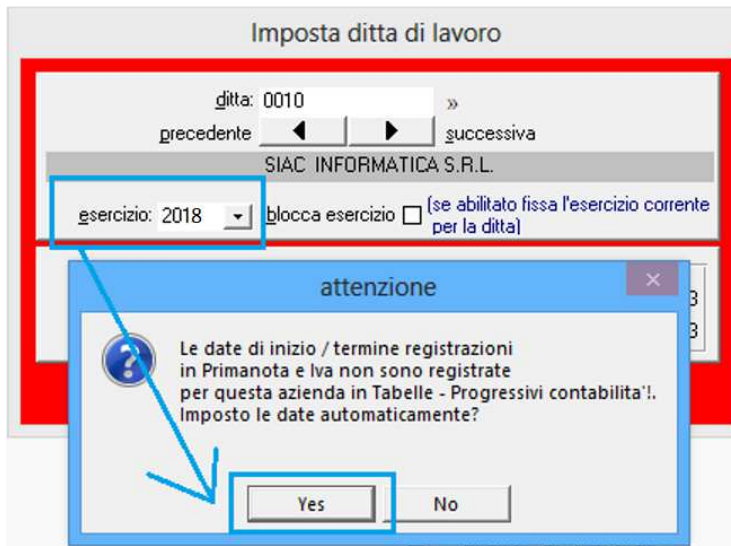 Imposta ditta di lavoro
ditta: 0010 »
precedente successiva
SIAC INFORMATICA S.R.L.
esercizio: 2018 blocca esercizio (se abilitato fissa l'esercizio corrente
per la ditta)
attenzione
3
3
Le date di inizio / termine registrazioni
in Primanota e Iva non sono registrate
per questa azienda in Tabelle - Progressivi contabilita'!.
Imposto le date automaticamente?
Yes No